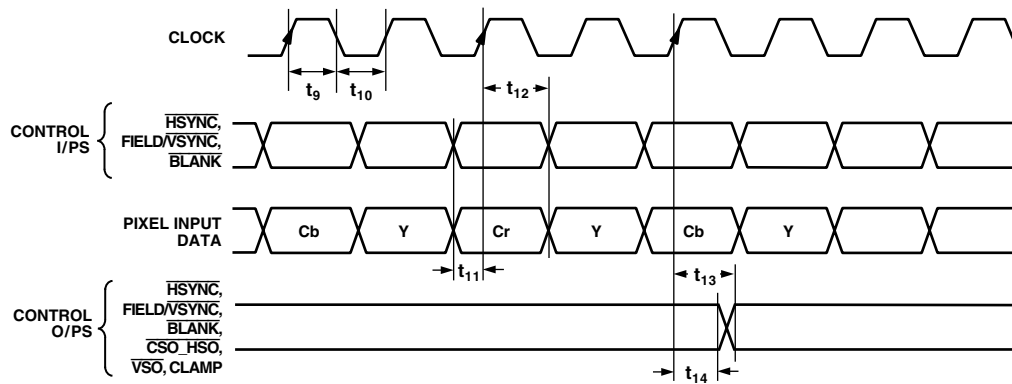 CLOCK
t9
t10
t12
CONTROL
I/PS
HSYNC,
FIELD/VSYNC,
BLANK
PIXEL INPUT
DATA
Cb
Y
Cr
Y
Cb
Y
t11
t13
CONTROL
O/PS
HSYNC,
FIELD/VSYNC,
BLANK,
CSO_HSO,
VSO, CLAMP
t14